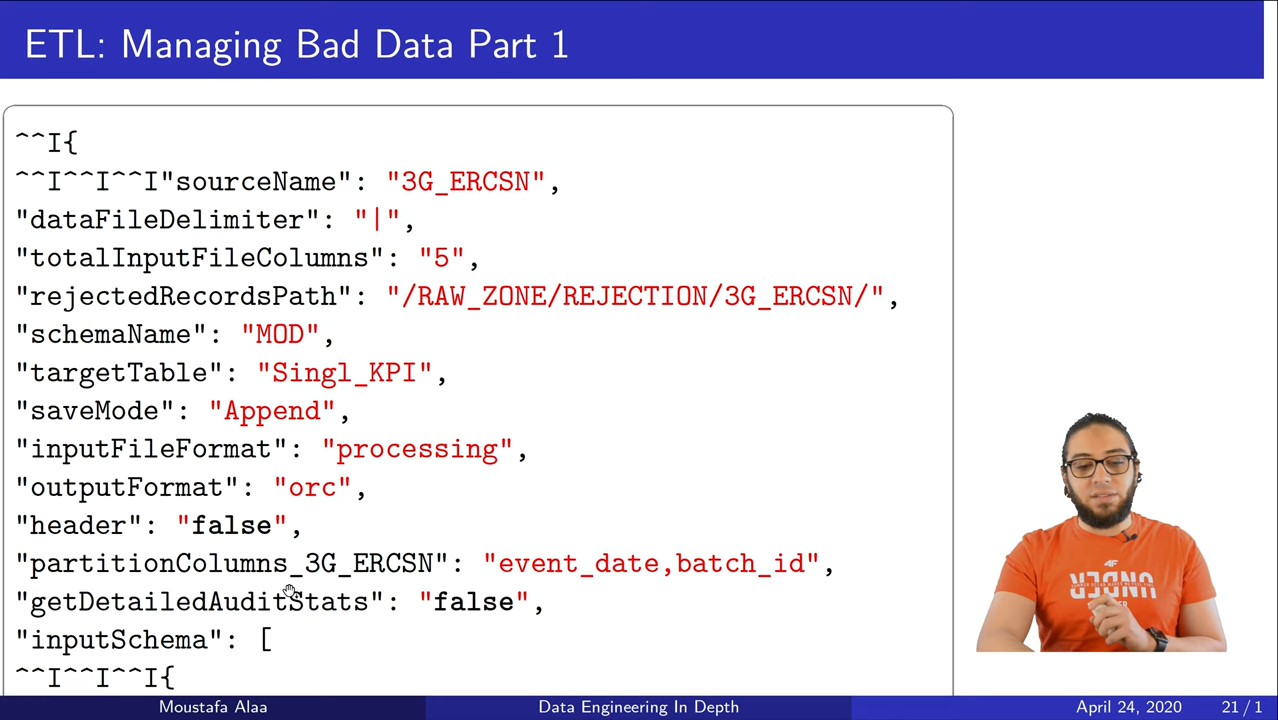 ETL: Managing Bad Data Part 1
^^I{
^^I^^I^^I"sourceName": "3G_ERCSN",
"dataFileDelimiter": "|",
"totalInputFileColumns": "5",
"rejectedRecordsPath": "/RAW_ZONE/REJECTION/3G_ERCSN/",
"schemaName": "MOD",
"targetTable": "Singl_KPI",
"saveMode": "Append",
"inputFileFormat": "processing",
"outputFormat": "orc",
"header": "false",
"partitionColumns_3G_ERCSN": "event_date,batch_id",
"getDetailedAuditStats": "false",
"inputSchema": [
^^I^^I^^I{
Moustafa Alaa
Data Engineering In Depth
April 24, 2020
21 / 1